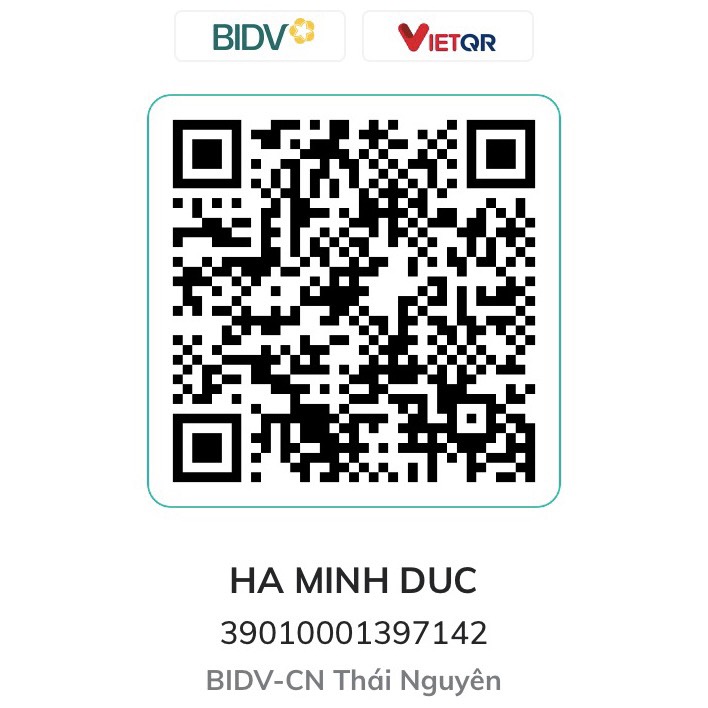 BIDV VIETQR
HA MINH DUC
39010001397142
BIDV-CN Thái Nguyên